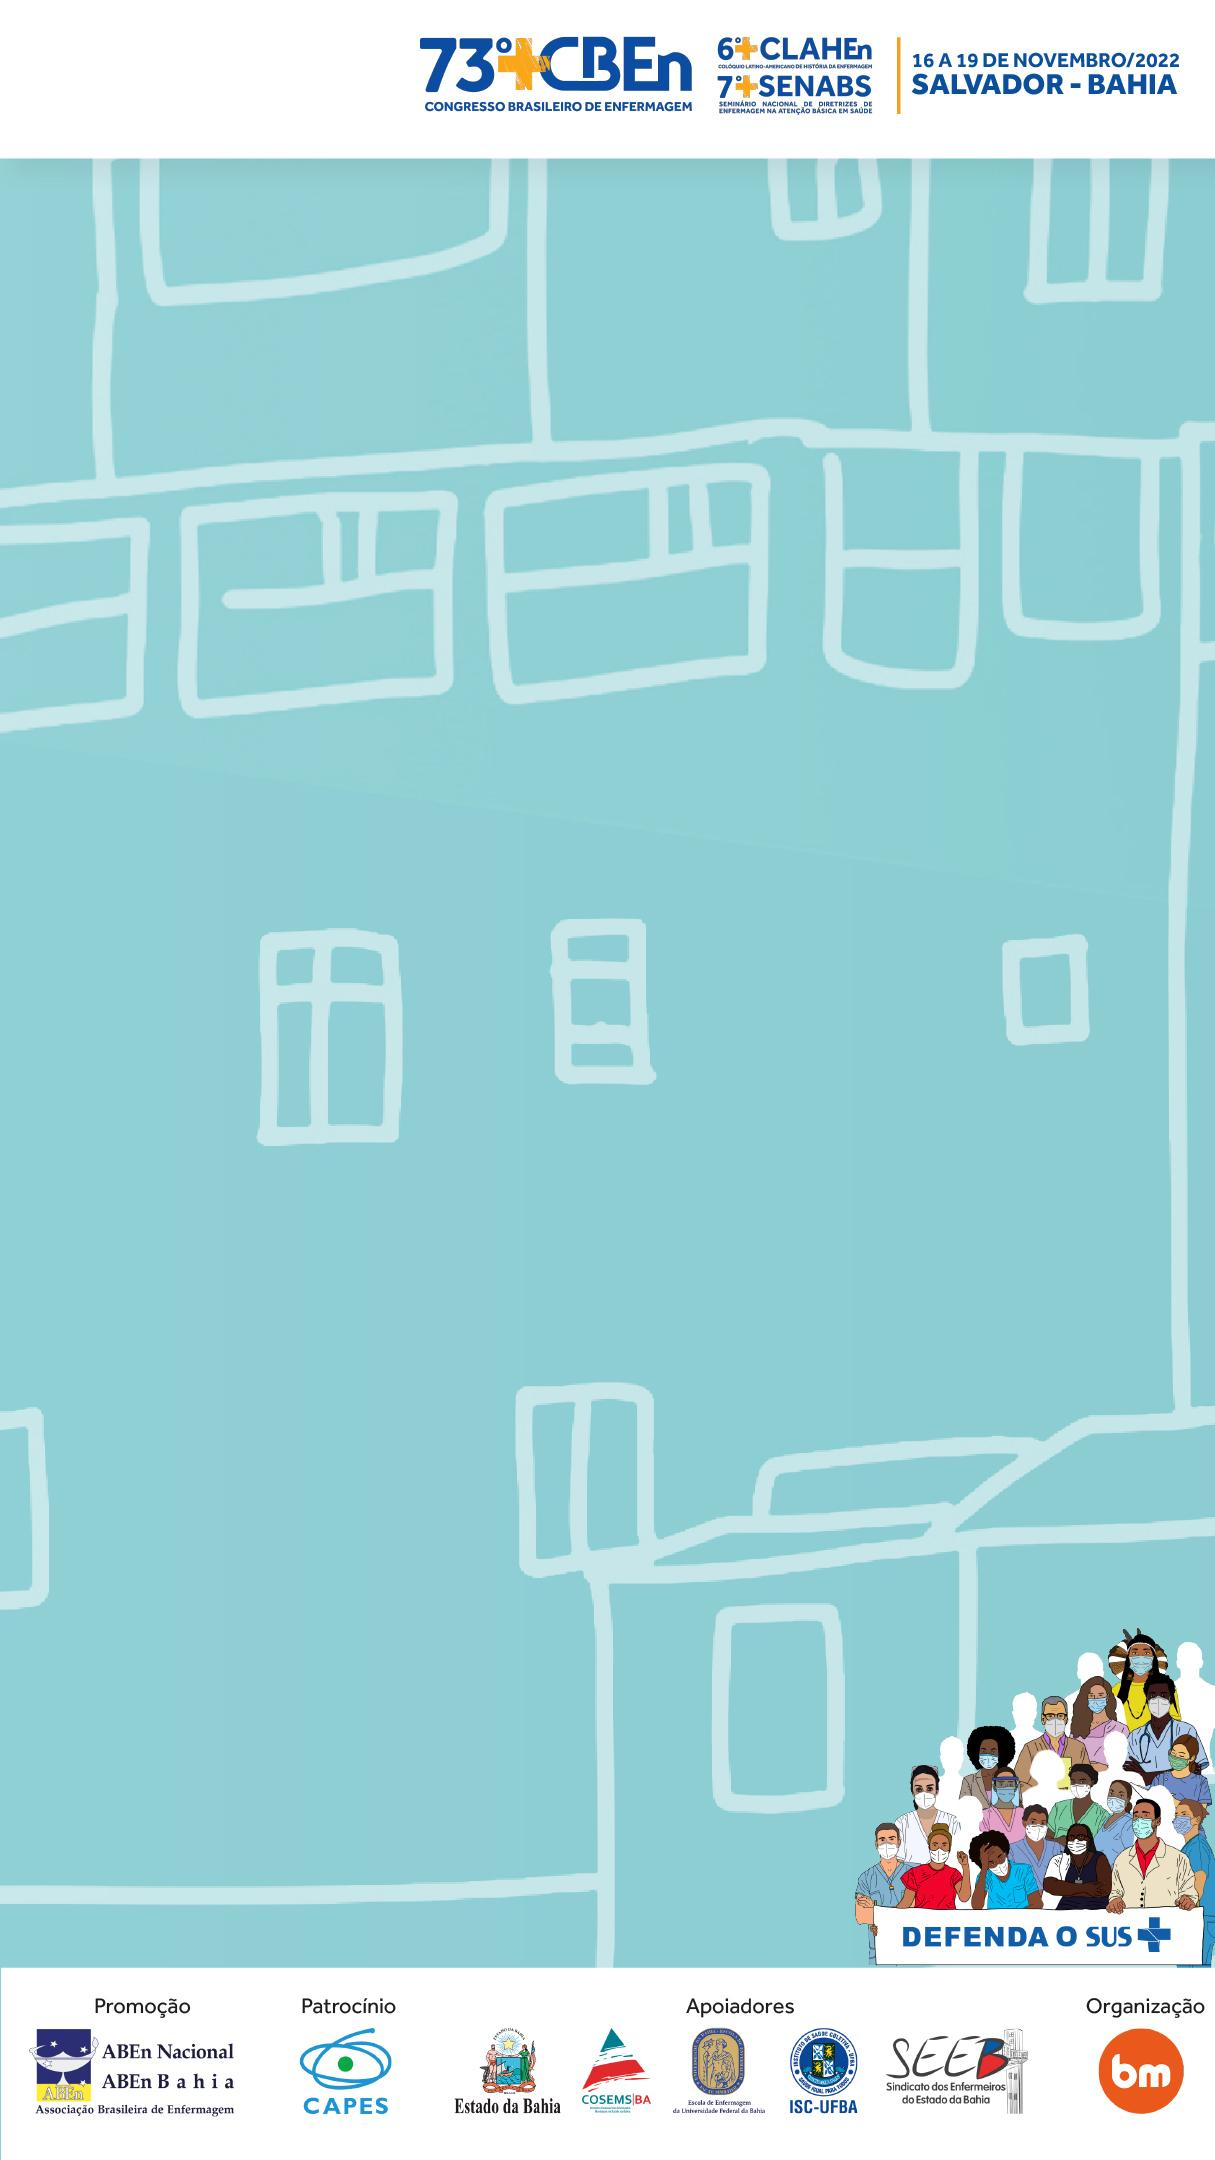 73º CBEn
CONGRESSO BRASILEIRO DE ENFERMAGEM
6º CLAHEn
COLÓQUIO LATINO-AMERICANO DE HISTÓRIA DA ENFERMAGEM
7º SENABS
SEMINÁRIO NACIONAL DE DIRETRIZES DE
ENFERMAGEM NA ATENÇÃO BÁSICA EM SAÚDE
16 A 19 DE NOVEMBRO/2022
SALVADOR - BAHIA
DEFENDA O SUS
Promoção
Patrocínio
Apoiadores
Organização
ABEn Nacional
ABEn Bahia
ABEn
Associação Brasileira de Enfermagem
CAPES
Estado da Bahia
COSEMS|BA
Escola de Enfermagem
da Universidade Federal da Bahia
ISC-UFBA
SEEB
Sindicato dos Enfermeiros
do Estado da Bahia
bm